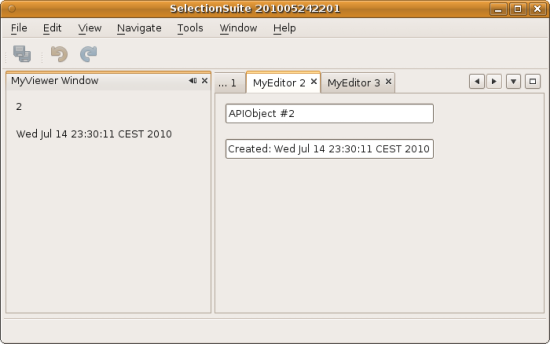 SelectionSuite 201005242201
File Edit View Navigate Tools Window Help
MyViewer Window
... 1 MyEditor 2 MyEditor 3
2
APIObject #2
Wed Jul 14 23:30:11 CEST 2010
Created: Wed Jul 14 23:30:11 CEST 2010